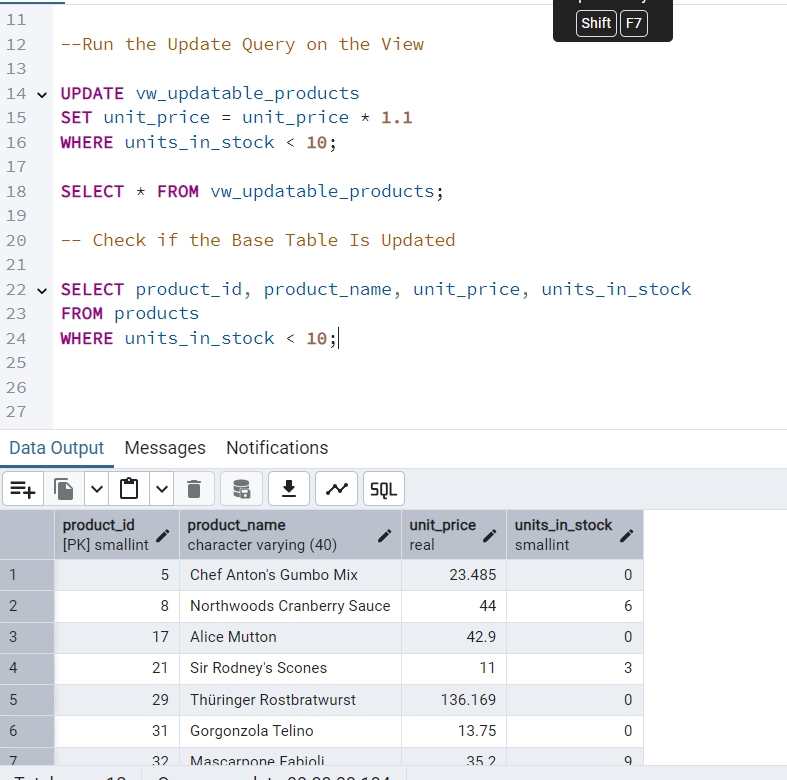 Shift F7
11
12 --Run the Update Query on the View
13
14 UPDATE vw_updatable_products
15 SET unit_price = unit_price * 1.1
16 WHERE units_in_stock < 10;
17
18 SELECT * FROM vw_updatable_products;
19
20 -- Check if the Base Table Is Updated
21
22 SELECT product_id, product_name, unit_price, units_in_stock
23 FROM products
24 WHERE units_in_stock < 10;
25
26
27
Data Output Messages Notifications
SQL
product_id product_name unit_price units_in_stock
[PK] smallint character varying (40) real smallint
1 5 Chef Anton's Gumbo Mix 23.485 0
2 8 Northwoods Cranberry Sauce 44 6
3 17 Alice Mutton 42.9 0
4 21 Sir Rodney's Scones 11 3
5 29 Thüringer Rostbratwurst 136.169 0
6 31 Gorgonzola Telino 13.75 0
7 32 Mascarpone Fabioli 35.2 9